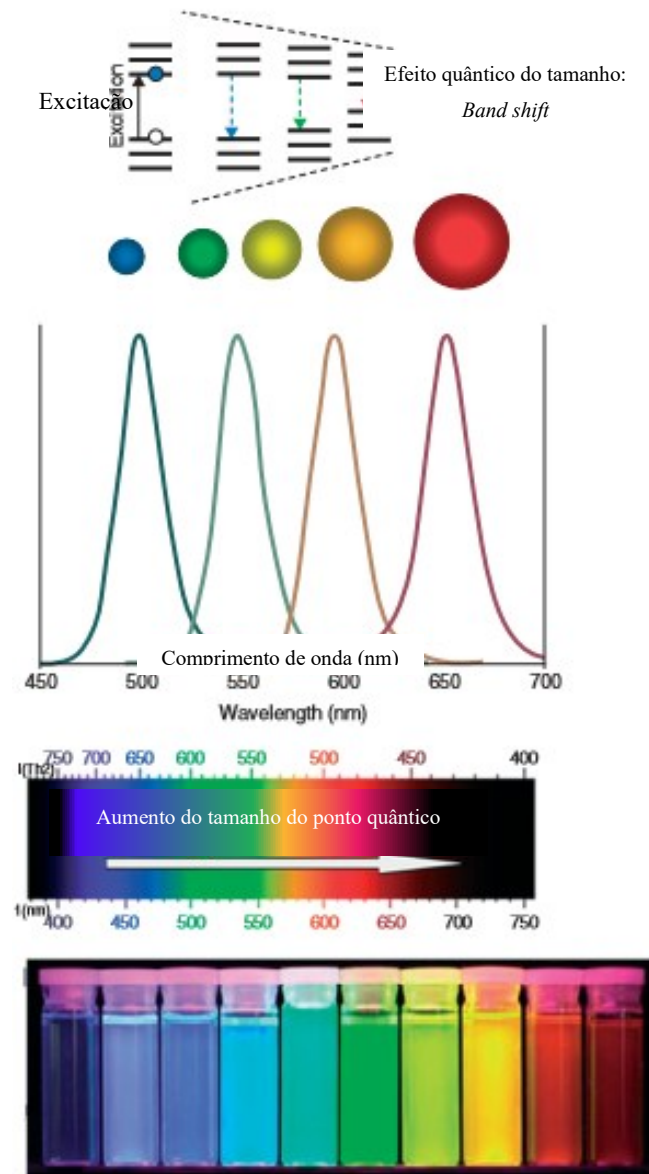 Efeito quântico do tamanho:
Band shift
Excitação
Excitation
Comprimento de onda (nm)
450 500 550 600 650 700
Wavelength (nm)
750 700 650 600 550 500 450 400
Aumento do tamanho do ponto quântico
400 450 500 550 600 650 700 750